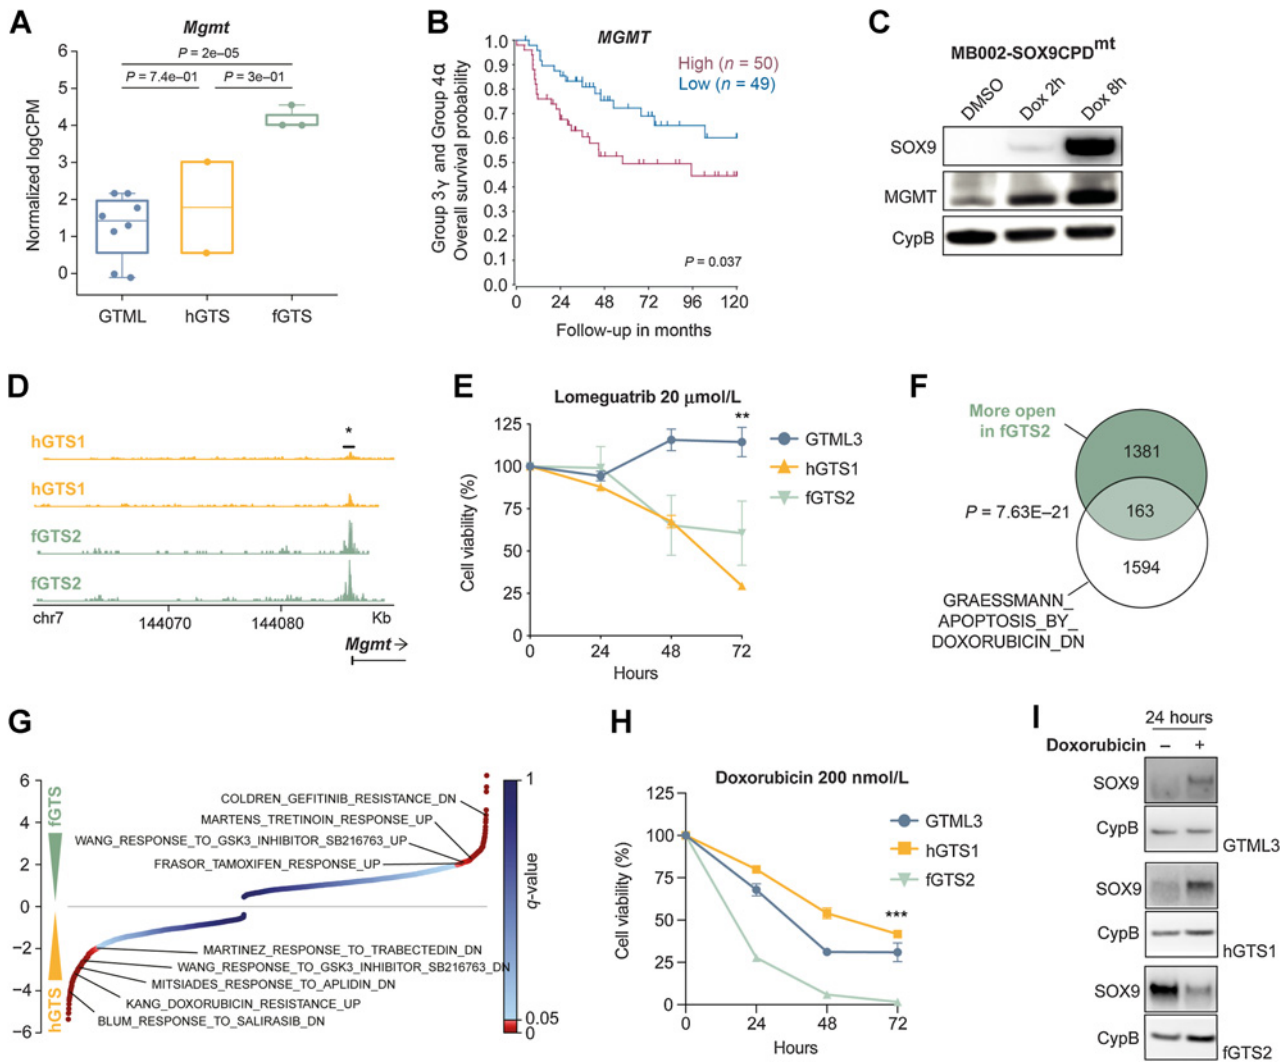 A
Mgmt
P = 2e–05
P = 7.4e–01
P = 3e–01
6
5
4
3
2
1
0
Normalized logCPM
GTML
hGTS
fGTS
B
MGMT
High (n = 50)
Low (n = 49)
1.0
0.9
0.8
0.7
0.6
0.5
0.4
0.3
0.2
0.1
0.0
Group 3γ and Group 4α
Overall survival probability
P = 0.037
0 24 48 72 96 120
Follow-up in months
C
MB002-SOX9CPDmt
DMSO
Dox 2h
Dox 8h
SOX9
MGMT
CypB
D
*
hGTS1
hGTS1
fGTS2
fGTS2
chr7
144070
144080
Kb
Mgmt
E
Lomeguatrib 20 μmol/L
125
100
75
50
25
0
Cell viability (%)
**
GTML3
hGTS1
fGTS2
0 24 48 72
Hours
F
More open
in fGTS2
1381
P = 7.63E–21
163
1594
GRAESSMANN_
APOPTOSIS_BY_
DOXORUBICIN_DN
G
6
4
2
0
−2
−4
−6
fGTS
hGTS
COLDREN_GEFITINIB_RESISTANCE_DN
MARTENS_TRETINOIN_RESPONSE_UP
WANG_RESPONSE_TO_GSK3_INHIBITOR_SB216763_UP
FRASOR_TAMOXIFEN_RESPONSE_UP
MARTINEZ_RESPONSE_TO_TRABECTEDIN_DN
WANG_RESPONSE_TO_GSK3_INHIBITOR_SB216763_DN
MITSIADES_RESPONSE_TO_APLIDIN_DN
KANG_DOXORUBICIN_RESISTANCE_UP
BLUM_RESPONSE_TO_SALIRASIB_DN
1
q-value
0.05
0
H
Doxorubicin 200 nmol/L
125
100
75
50
25
0
Cell viability (%)
GTML3
hGTS1
fGTS2
***
0 24 48 72
Hours
I
24 hours
Doxorubicin − +
SOX9
CypB
GTML3
SOX9
CypB
hGTS1
SOX9
CypB
fGTS2